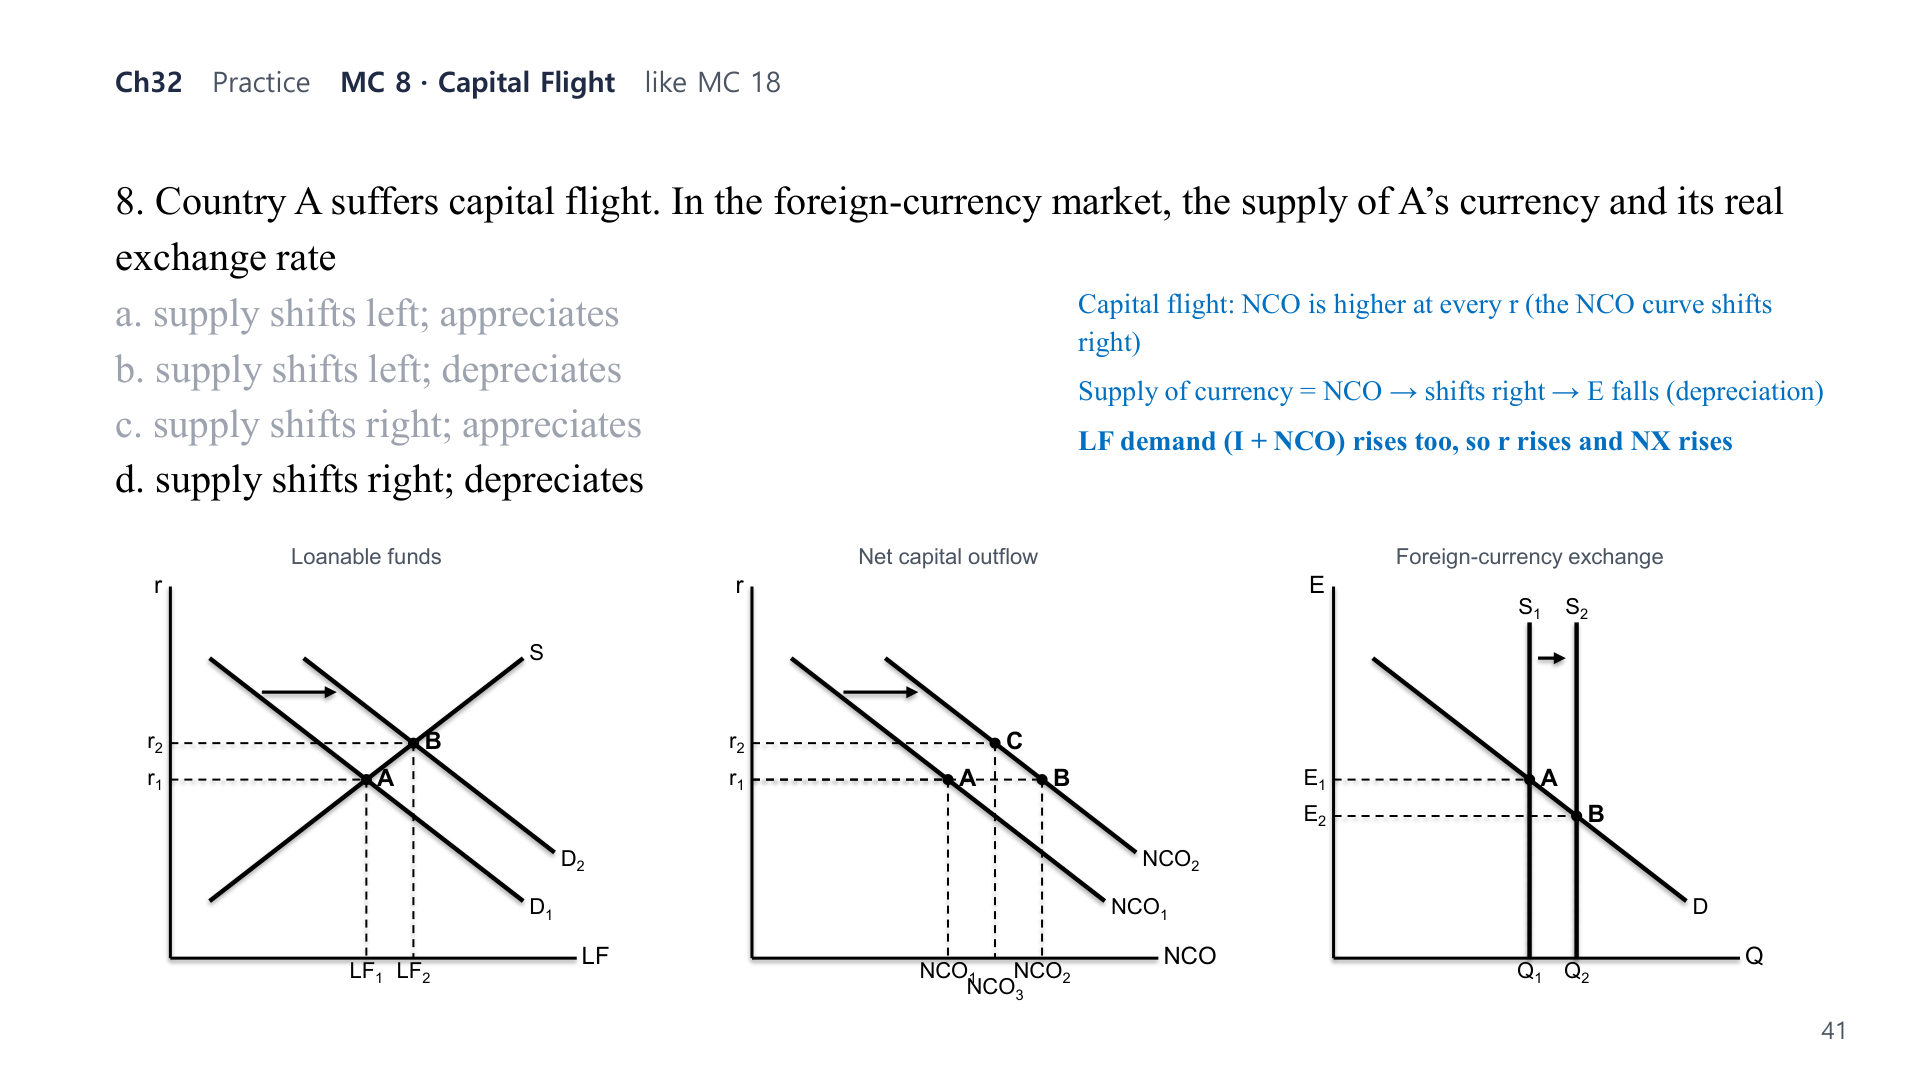 Ch32 Practice MC 8 · Capital Flight like MC 18
8. Country A suffers capital flight. In the foreign-currency market, the supply of A’s currency and its real
exchange rate
a. supply shifts left; appreciates
b. supply shifts left; depreciates
c. supply shifts right; appreciates
d. supply shifts right; depreciates
Capital flight: NCO is higher at every r (the NCO curve shifts
right)
Supply of currency = NCO → shifts right → E falls (depreciation)
LF demand (I + NCO) rises too, so r rises and NX rises
Loanable funds
r
S
r2
B
r1
A
D2
D1
LF
LF1 LF2
Net capital outflow
r
r2
C
r1
A
B
NCO2
NCO1
NCO
NCO1 NCO2
NCO3
Foreign-currency exchange
E
S1 S2
E1
A
E2
B
D
Q
Q1 Q2
41